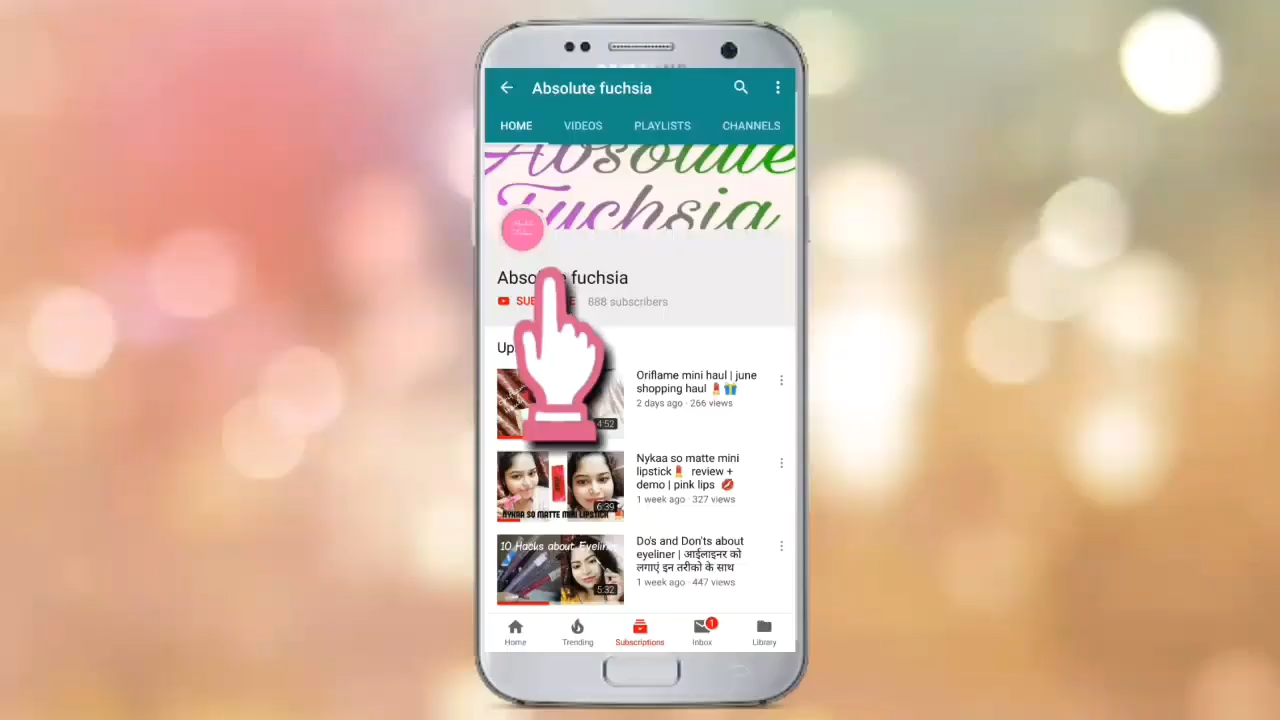 Absolute fuchsia
HOME VIDEOS PLAYLISTS CHANNELS
Absolute
Fuchsia
Absolute fuchsia
888 subscribers
Oriflame mini haul | june
shopping haul 💄🎁
2 days ago · 266 views
4:52
Nykaa so matte mini
lipstick💄 review +
demo | pink lips 💋
1 week ago · 327 views
6:39
NYKAA SO MATTE MINI LIPSTICK
10 Hacks about Eyeliner
Do's and Don'ts about
eyeliner | आईलाइनर को
लगाएं इन तरीको के साथ
1 week ago · 447 views
5:32
1
Home Trending Subscriptions Inbox Library